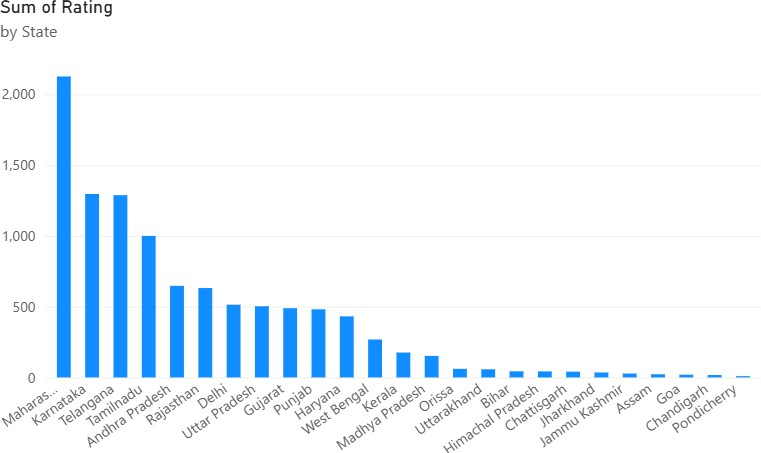 Sum of Rating
by State
2,000
1,500
1,000
500
0
Maharas...
Karnataka
Telangana
Tamilnadu
Andhra Pradesh
Rajasthan
Delhi
Uttar Pradesh
Gujarat
Punjab
Haryana
West Bengal
Kerala
Madhya Pradesh
Orissa
Uttarakhand
Bihar
Himachal Pradesh
Chattisgarh
Jharkhand
Jammu Kashmir
Assam
Goa
Chandigarh
Pondicherry